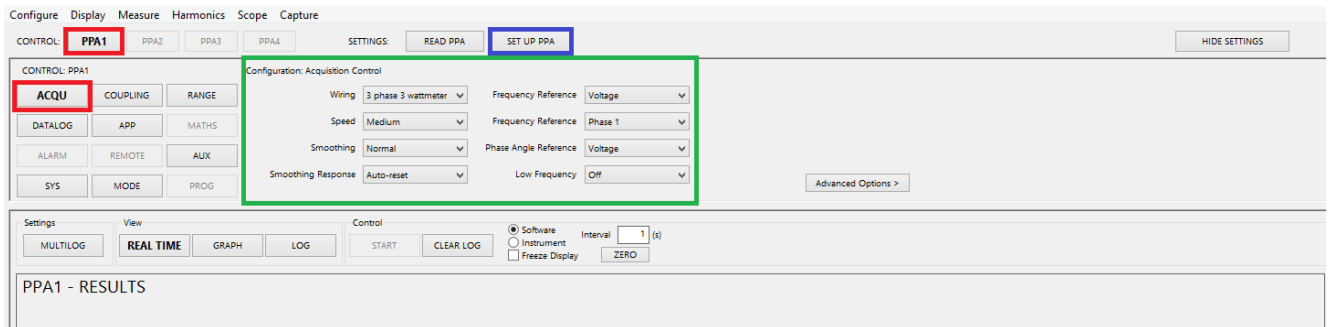 Configure Display Measure Harmonics Scope Capture
CONTROL: PPA1 PPA2 PPA3 PPA4 SETTINGS: READ PPA SET UP PPA HIDE SETTINGS
CONTROL: PPA1 Configuration: Acquisition Control
ACQU COUPLING RANGE Wiring 3 phase 3 wattmeter Frequency Reference Voltage
DATALOG APP MATHS Speed Medium Frequency Reference Phase 1
ALARM REMOTE AUX Smoothing Normal Phase Angle Reference Voltage
SYS MODE PROG Smoothing Response Auto-reset Low Frequency Off Advanced Options >
Settings View Control
MULTILOG REAL TIME GRAPH LOG START CLEAR LOG Software Interval 1 (s)
Instrument
Freeze Display ZERO
PPA1 - RESULTS